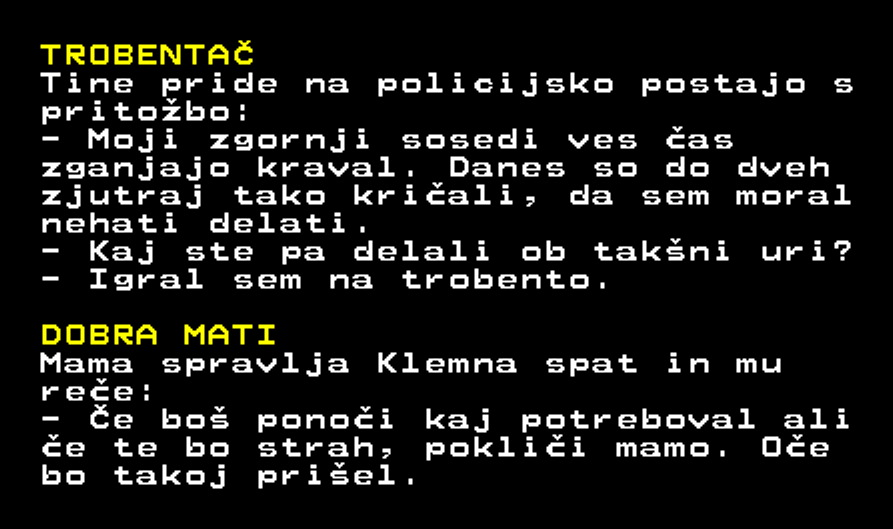 TROBENTAČ
Tine pride na policijsko postajo s
pritožbo:
- Moji zgornji sosedi ves čas
zganjajo kraval. Danes so do dveh
zjutraj tako kričali, da sem moral
nehati delati.
- Kaj ste pa delali ob takšni uri?
- Igral sem na trobento.

DOBRA MATI
Mama spravlja Klemna spat in mu
reče:
- Če boš ponoči kaj potreboval ali
če te bo strah, pokliči mamo. Oče
bo takoj prišel.